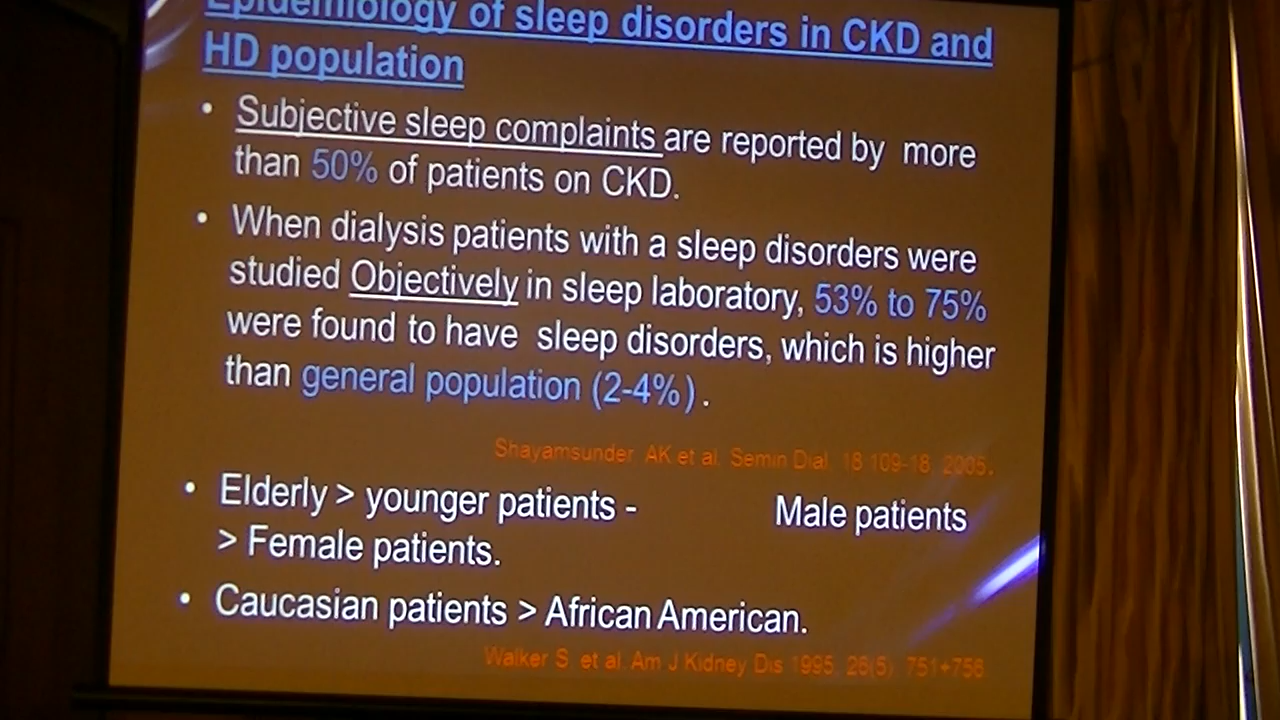 Epidemiology of sleep disorders in CKD and
HD population
• Subjective sleep complaints are reported by more
than 50% of patients on CKD.
• When dialysis patients with a sleep disorders were
studied Objectively in sleep laboratory, 53% to 75%
were found to have sleep disorders, which is higher
than general population (2-4%) .
Shayamsunder AK et al. Semin Dial. 18 109-18, 2005.
• Elderly > younger patients - Male patients
> Female patients.
• Caucasian patients > African American.
Walker S. et al. Am J Kidney Dis 1995, 26(5): 751+756